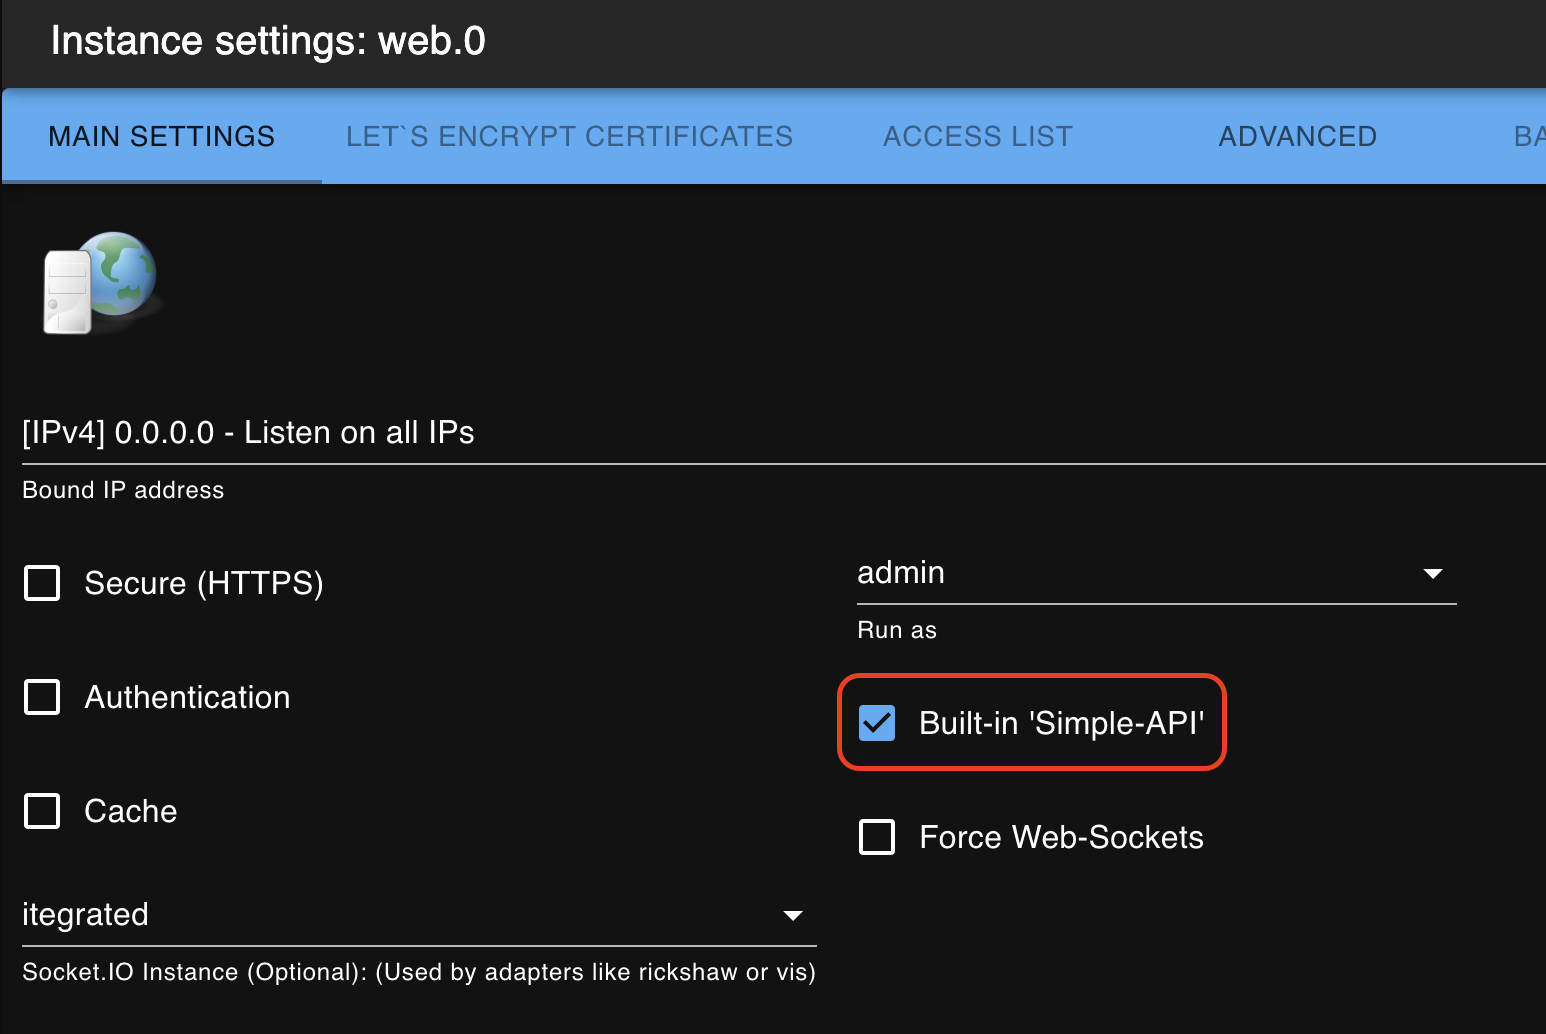 Instance settings: web.0
MAIN SETTINGS LET`S ENCRYPT CERTIFICATES ACCESS LIST ADVANCED BA
[IPv4] 0.0.0.0 - Listen on all IPs
Bound IP address
Secure (HTTPS)
admin
Run as
Authentication
Built-in 'Simple-API'
Cache
Force Web-Sockets
itegrated
Socket.IO Instance (Optional): (Used by adapters like rickshaw or vis)